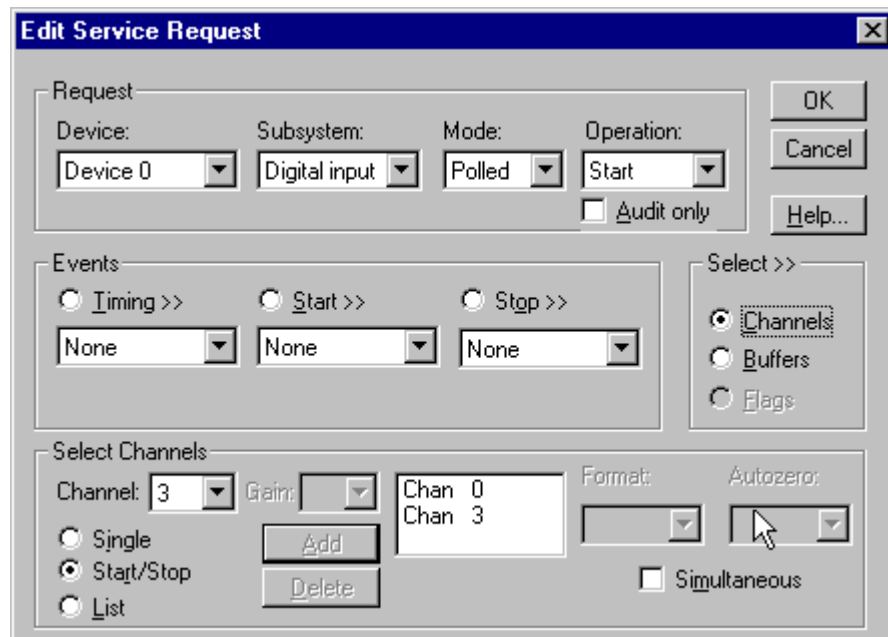 Edit Service Request
Request
Device: Subsystem: Mode: Operation:
Device 0 Digital input Polled Start
Audit only
OK
Cancel
Help...
Events
Timing >> Start >> Stop >>
None None None
Select >>
Channels
Buffers
Flags
Select Channels
Channel: 3 Gain: Chan 0
Chan 3
Format: Autozero:
Single
Start/Stop
List
Add
Delete
Simultaneous